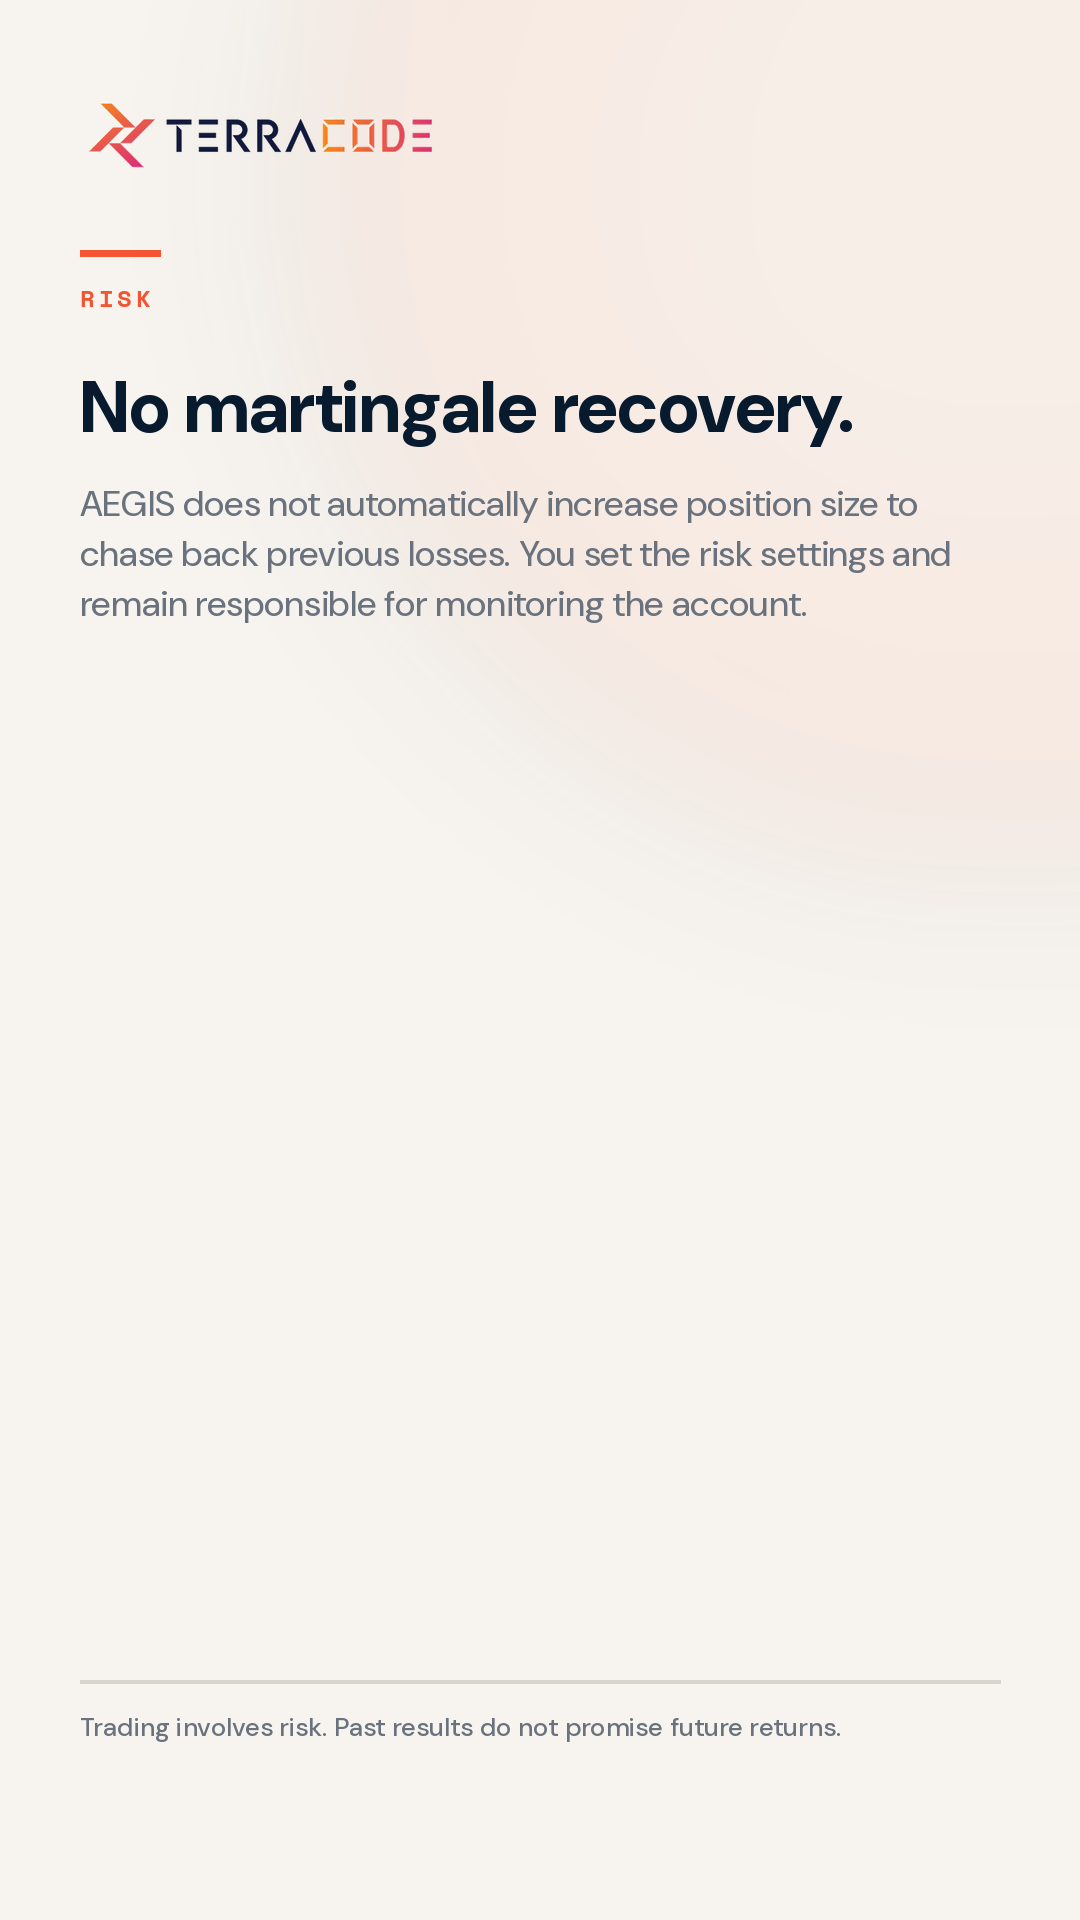 TERRACODE
RISK
No martingale recovery.
AEGIS does not automatically increase position size to
chase back previous losses. You set the risk settings and
remain responsible for monitoring the account.
Trading involves risk. Past results do not promise future returns.